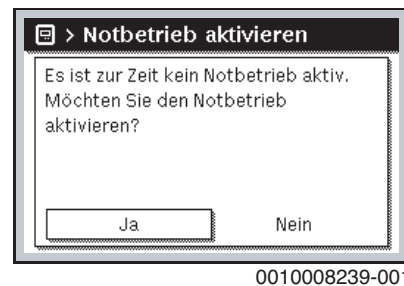 > Notbetrieb aktivieren
Es ist zur Zeit kein Notbetrieb aktiv.
Möchten Sie den Notbetrieb
aktivieren?
Ja Nein
0010008239-001